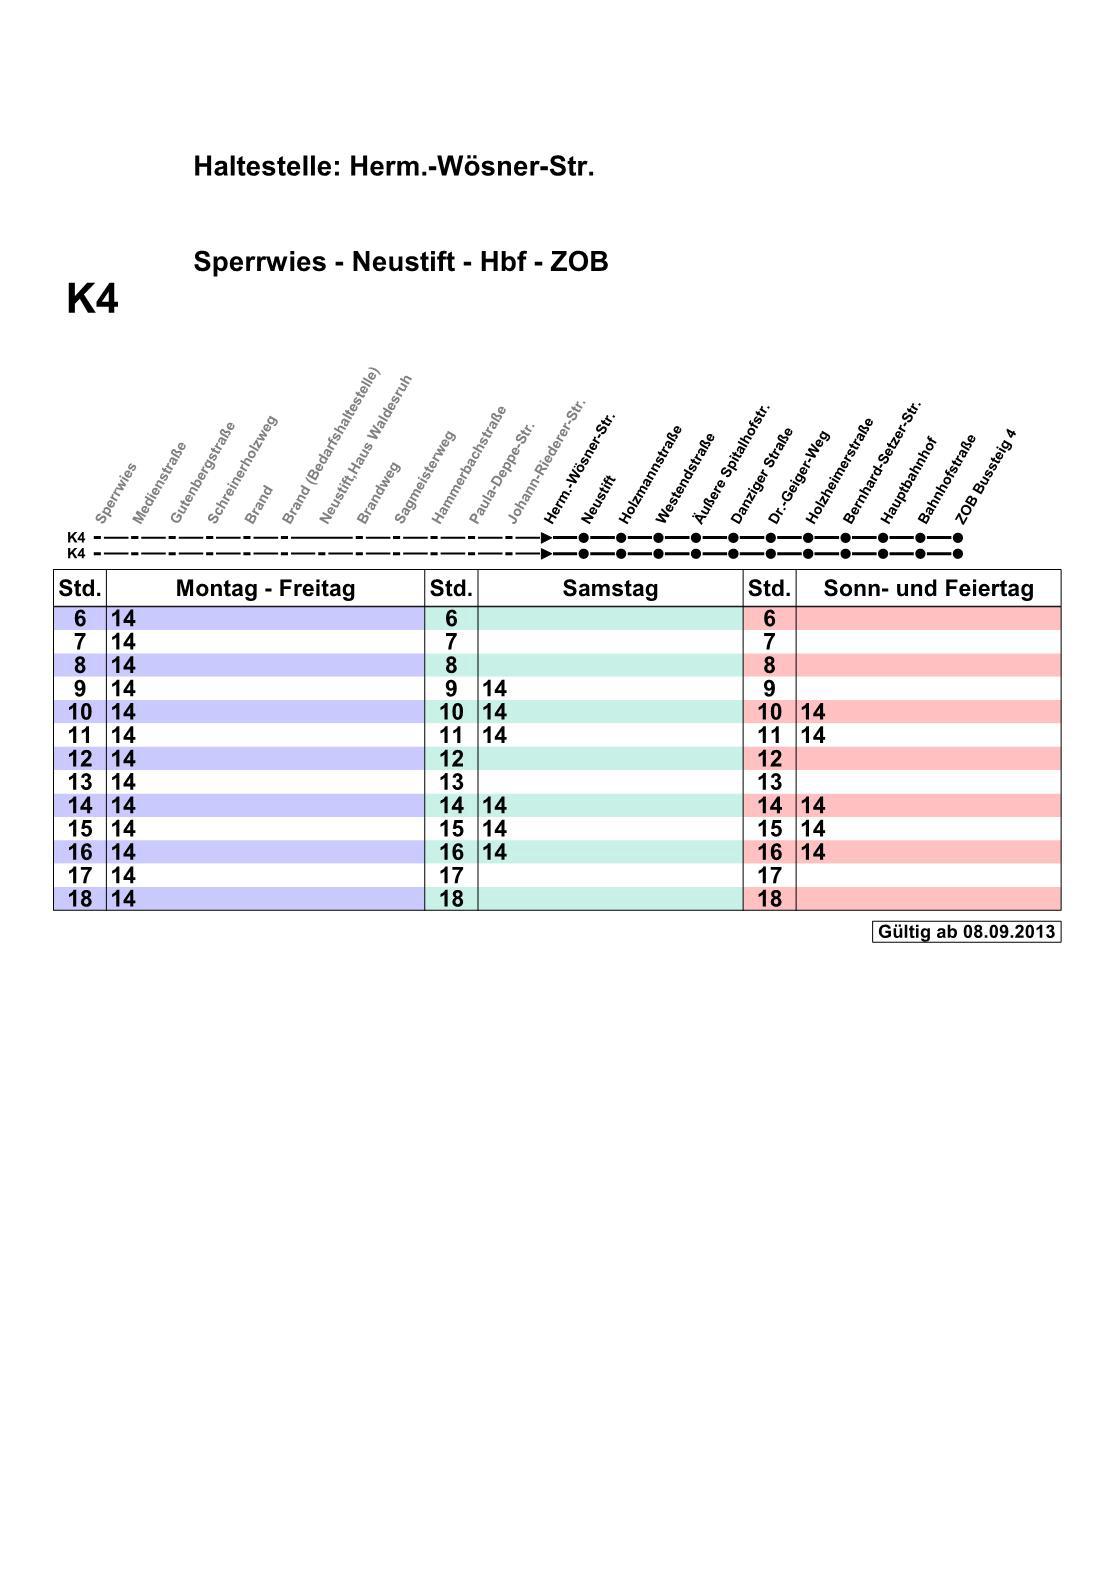 Haltestelle: Herm.-Wösner-Str.
Sperrwies - Neustift - Hbf - ZOB
K4
Sperrwies
Medienstraße
Gutenbergstraße
Schreinerholzweg
Brand
Brand (Bedarfshaltestelle)
Neustift,Haus Waldesruh
Brandweg
Sagmeisterweg
Hammerbachstraße
Paula-Deppe-Str.
Johann-Riederer-Str.
Herm.-Wösner-Str.
Neustift
Holzmannstraße
Westendstraße
Äußere Spitalhofstr.
Danziger Straße
Dr.-Geiger-Weg
Holzheimerstraße
Bernhard-Setzer-Str.
Hauptbahnhof
Bahnhofstraße
ZOB Bussteig 4
K4
K4
Std. Montag - Freitag Std. Samstag Std. Sonn- und Feiertag
6 14 6 6
7 14 7 7
8 14 8 8
9 14 9 14 9
10 14 10 14 10 14
11 14 11 14 11 14
12 14 12 12
13 14 13 13
14 14 14 14 14 14
15 14 15 14 15 14
16 14 16 14 16 14
17 14 17 17
18 14 18 18
Gültig ab 08.09.2013